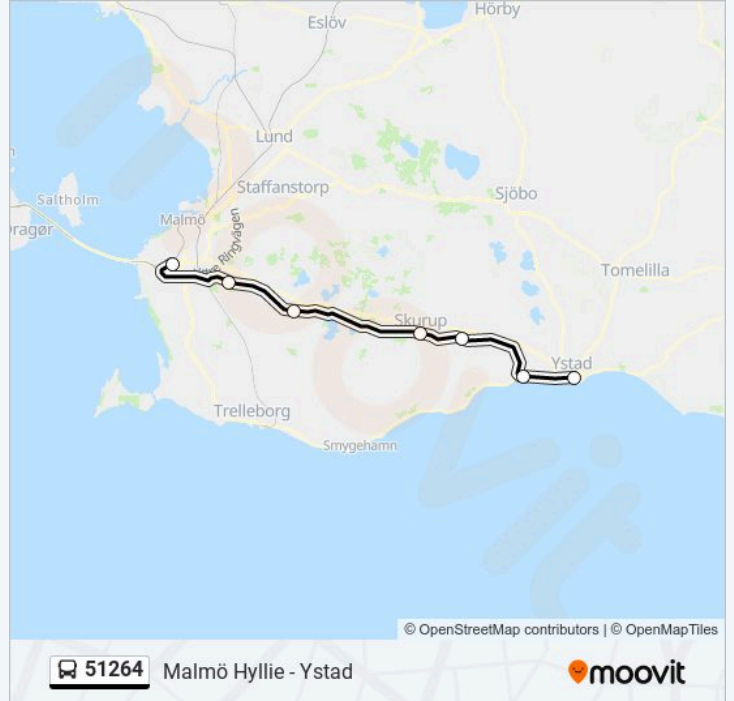 Hörby
Eslöv
Lund
Staffanstorp
Sjöbo
Saltholm
Malmö
Ringvägen
Tomelilla
Skurup
Ystad
Trelleborg
Smygehamn
© OpenStreetMap contributors | © OpenMapTiles
51264 Malmö Hyllie - Ystad
moovit